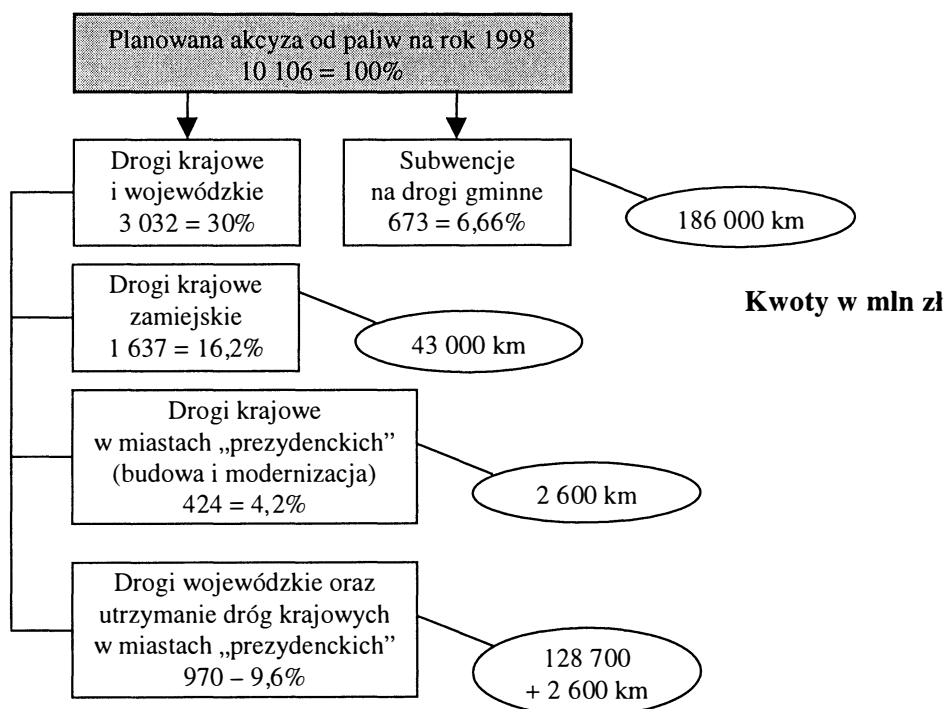 Planowana akcyza od paliw na rok 1998
10 106 = 100%
Drogi krajowe
i wojewódzkie
3 032 = 30%
Subwencje
na drogi gminne
673 = 6,66%
186 000 km
Drogi krajowe
zamiejskie
1 637 = 16,2%
43 000 km
Kwoty w mln zł
Drogi krajowe
w miastach „prezydenckich”
(budowa i modernizacja)
424 = 4,2%
2 600 km
Drogi wojewódzkie oraz
utrzymanie dróg krajowych
w miastach „prezydenckich”
970 – 9,6%
128 700
+ 2 600 km